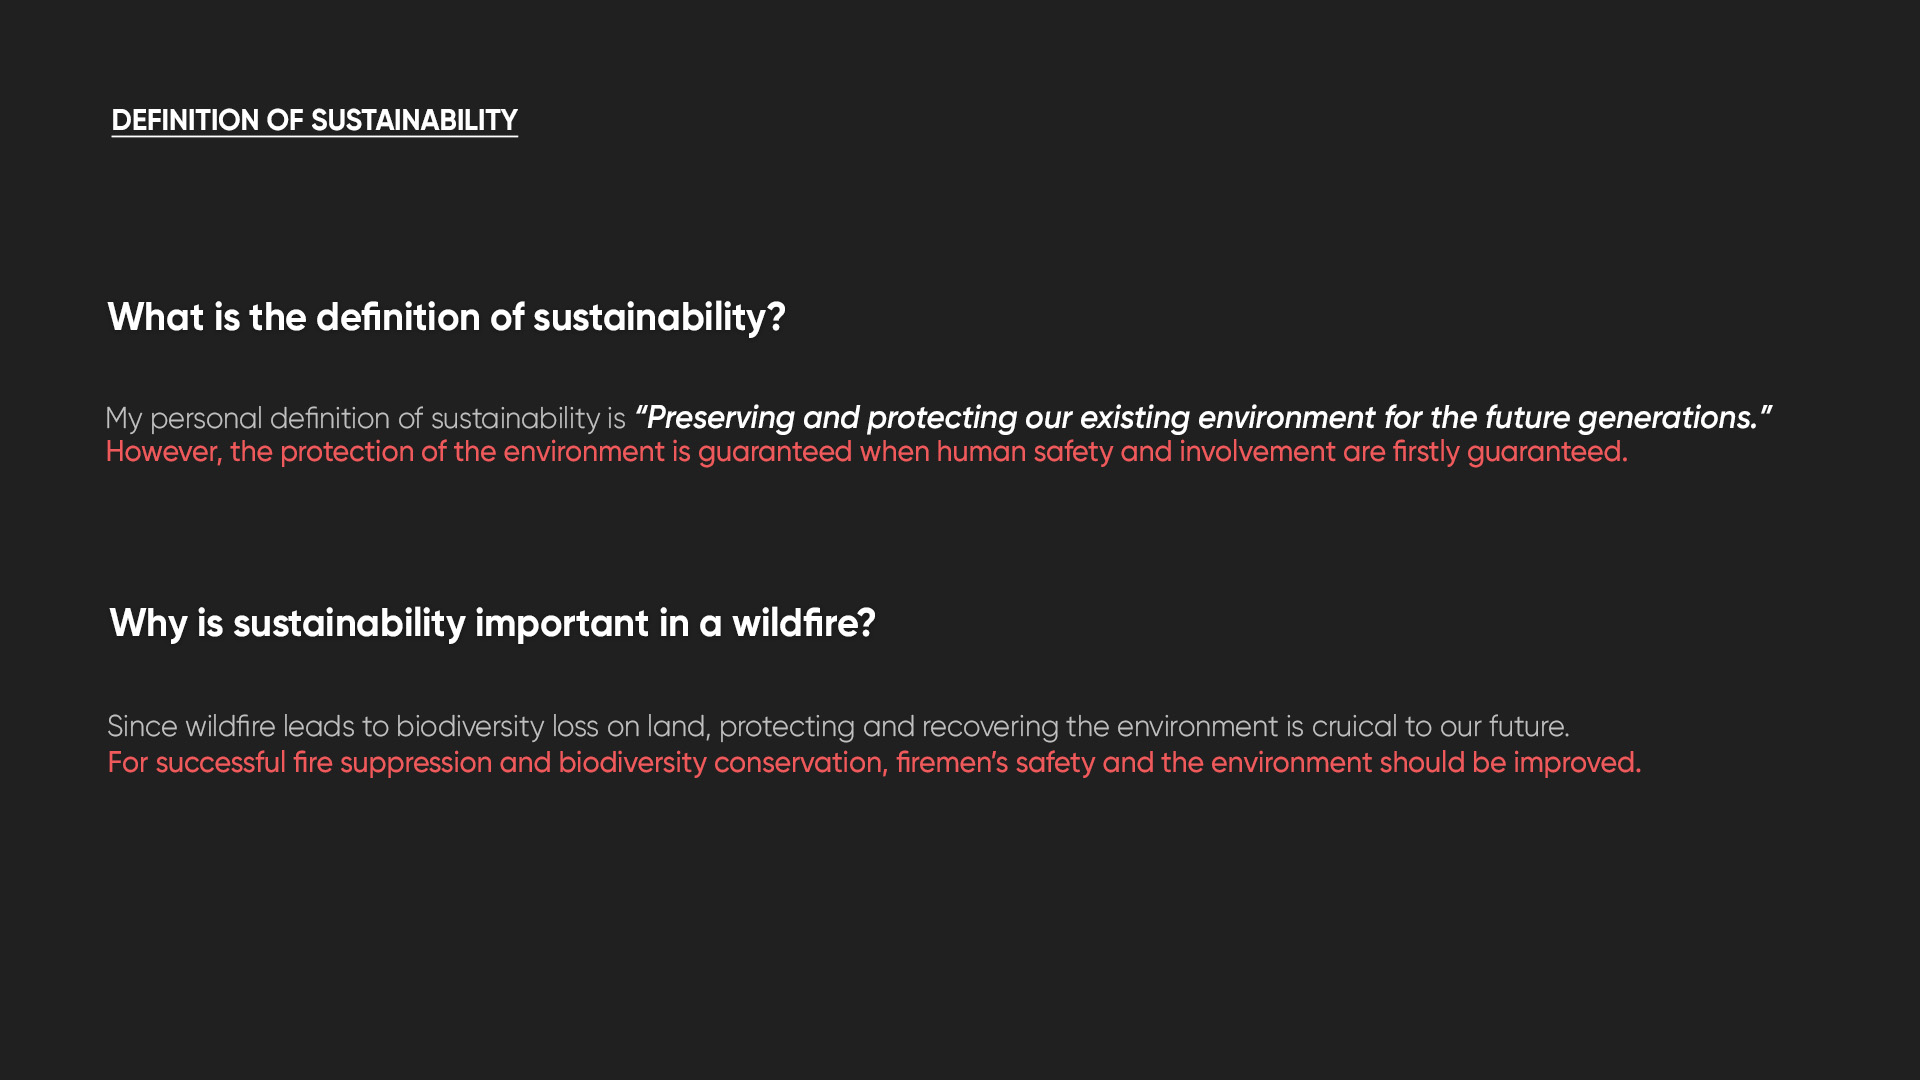 DEFINITION OF SUSTAINABILITY
What is the definition of sustainability?
My personal definition of sustainability is “Preserving and protecting our existing environment for the future generations.”
However, the protection of the environment is guaranteed when human safety and involvement are firstly guaranteed.
Why is sustainability important in a wildfire?
Since wildfire leads to biodiversity loss on land, protecting and recovering the environment is cruical to our future.
For successful fire suppression and biodiversity conservation, firemen’s safety and the environment should be improved.